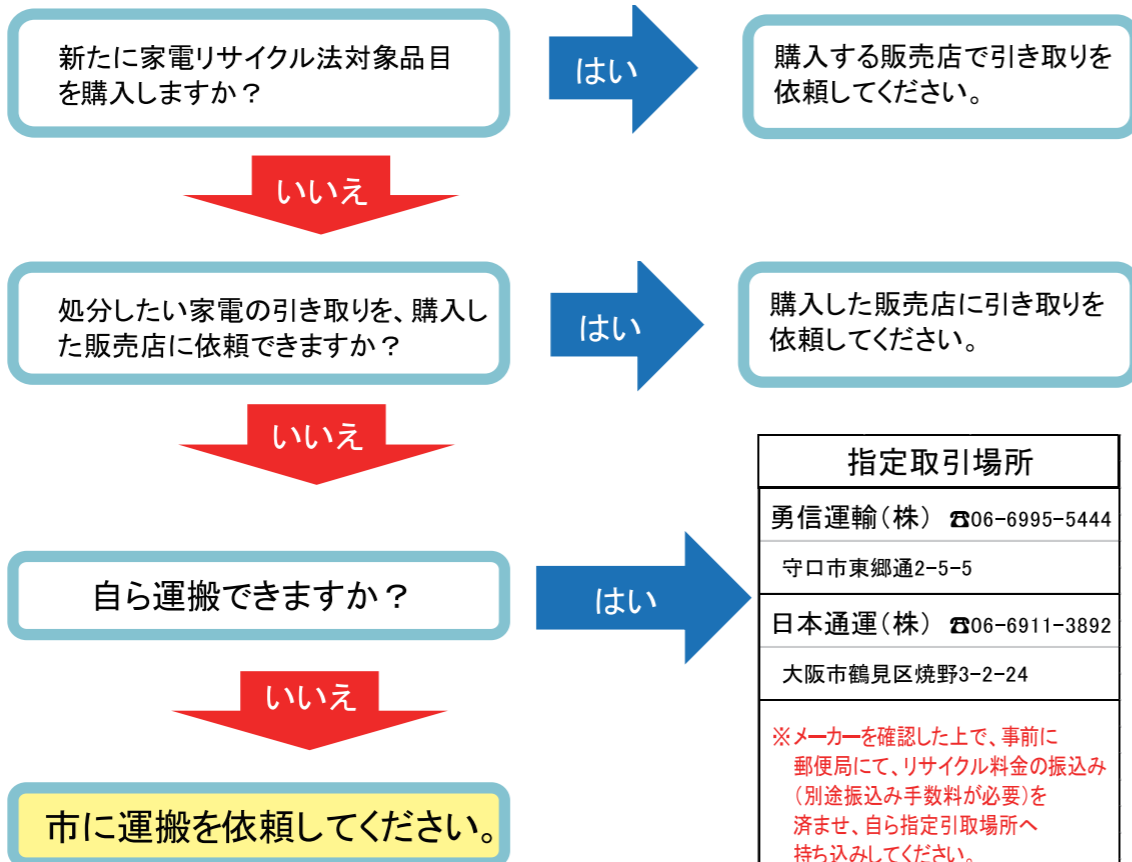 新たに家電リサイクル法対象品目
を購入しますか？
はい
購入する販売店で引き取りを
依頼してください。
いいえ
処分したい家電の引き取りを、購入し
た販売店に依頼できますか？
はい
購入した販売店に引き取りを
依頼してください。
いいえ
自ら運搬できますか？
はい
指定取引場所
勇信運輸（株） ☎06-6995-5444
守口市東郷通2-5-5
日本通運（株） ☎06-6911-3892
大阪市鶴見区焼野3-2-24
※メーカーを確認した上で、事前に
郵便局にて、リサイクル料金の振込み
（別途振込み手数料が必要）を
済ませ、自ら指定引取場所へ
持ち込みしてください。
いいえ
市に運搬を依頼してください。